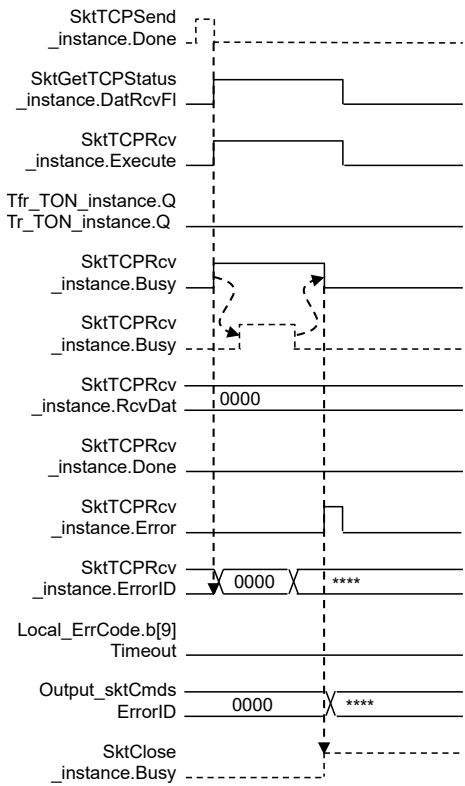 SktTCPSend
_instance.Done
SktGetTCPStatus
_instance.DatRcvFl
SktTCPRcv
_instance.Execute
Tfr_TON_instance.Q
Tr_TON_instance.Q
SktTCPRcv
_instance.Busy
SktTCPRcv
_instance.Busy
SktTCPRcv
_instance.RcvDat
0000
SktTCPRcv
_instance.Done
SktTCPRcv
_instance.Error
SktTCPRcv
_instance.ErrorID
0000 ****
Local_ErrCode.b[9]
Timeout
Output_sktCmds
ErrorID
0000 ****
SktClose
_instance.Busy